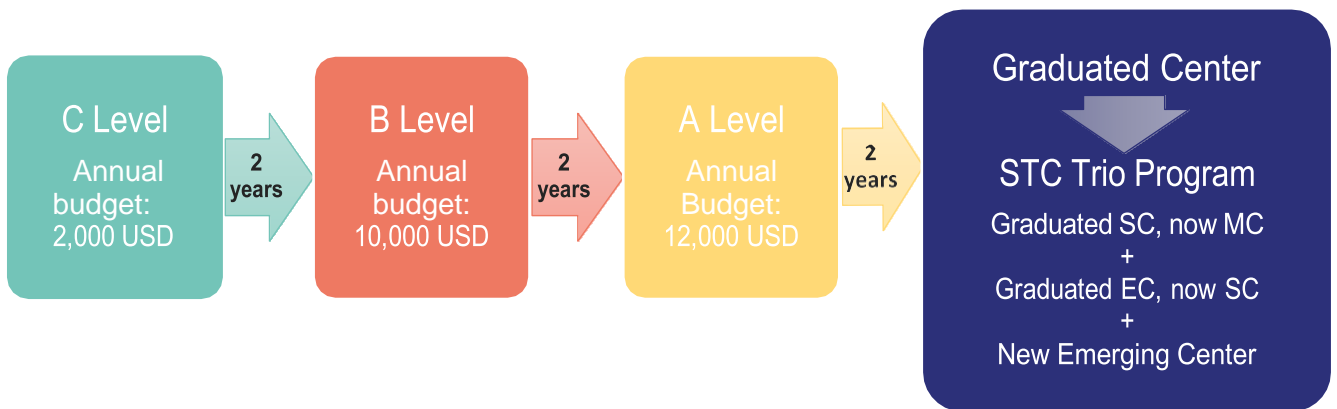 C Level
Annual
budget:
2,000 USD
2
years
B Level
Annual
budget:
10,000 USD
2
years
A Level
Annual
Budget:
12,000 USD
2
years
Graduated Center
STC Trio Program
Graduated SC, now MC
+
Graduated EC, now SC
+
New Emerging Center